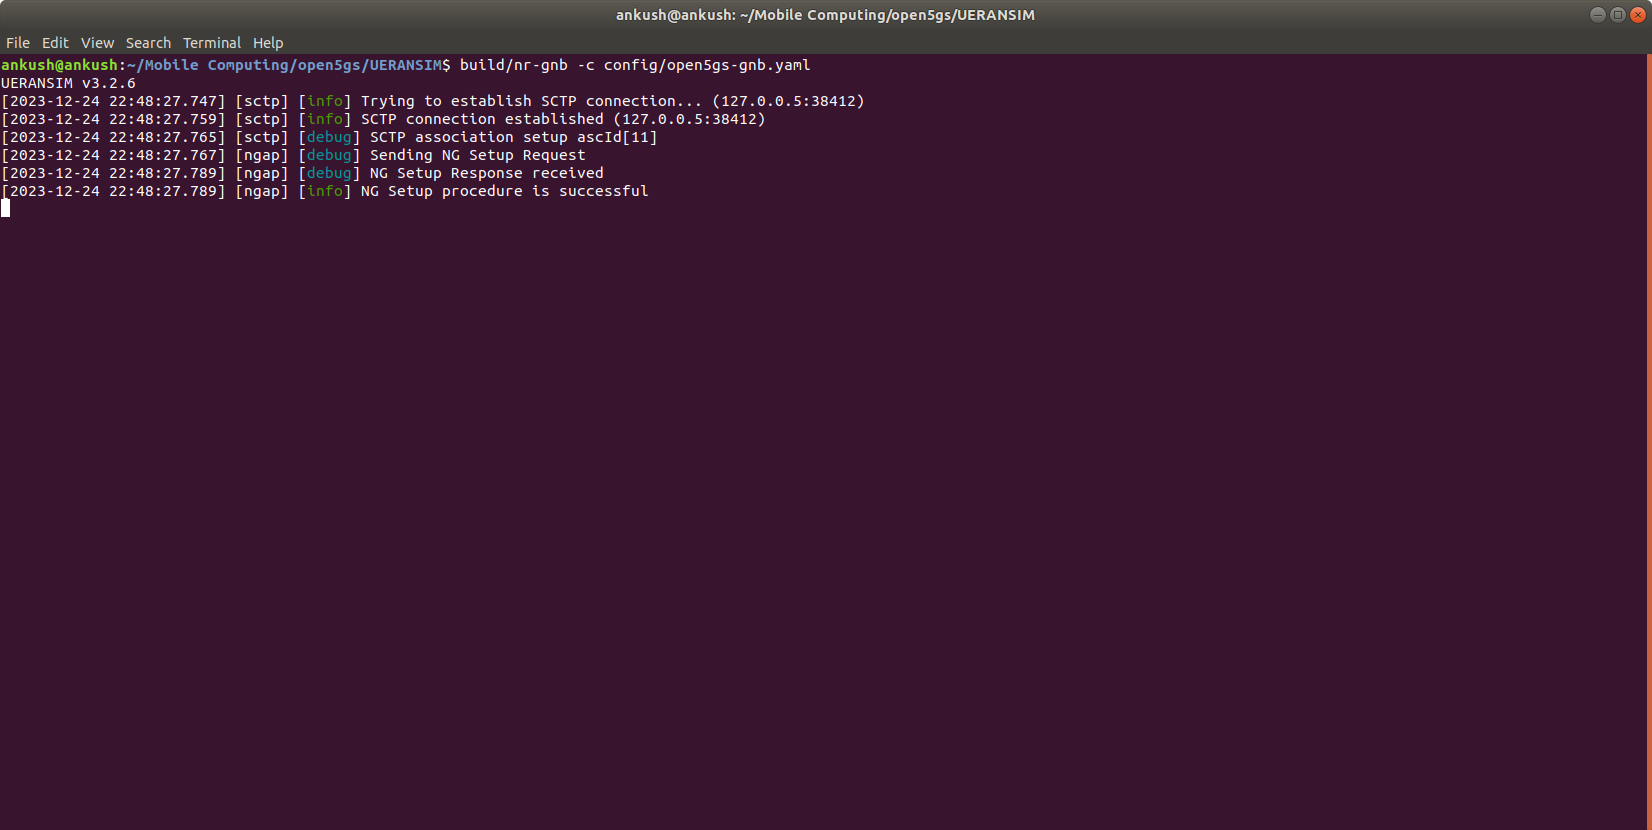 ankush@ankush: ~/Mobile Computing/open5gs/UERANSIM
File Edit View Search Terminal Help
ankush@ankush:~/Mobile Computing/open5gs/UERANSIM$ build/nr-gnb -c config/open5gs-gnb.yaml
UERANSIM v3.2.6
[2023-12-24 22:48:27.747] [sctp] [info] Trying to establish SCTP connection... (127.0.0.5:38412)
[2023-12-24 22:48:27.759] [sctp] [info] SCTP connection established (127.0.0.5:38412)
[2023-12-24 22:48:27.765] [sctp] [debug] SCTP association setup ascId[11]
[2023-12-24 22:48:27.767] [ngap] [debug] Sending NG Setup Request
[2023-12-24 22:48:27.789] [ngap] [debug] NG Setup Response received
[2023-12-24 22:48:27.789] [ngap] [info] NG Setup procedure is successful